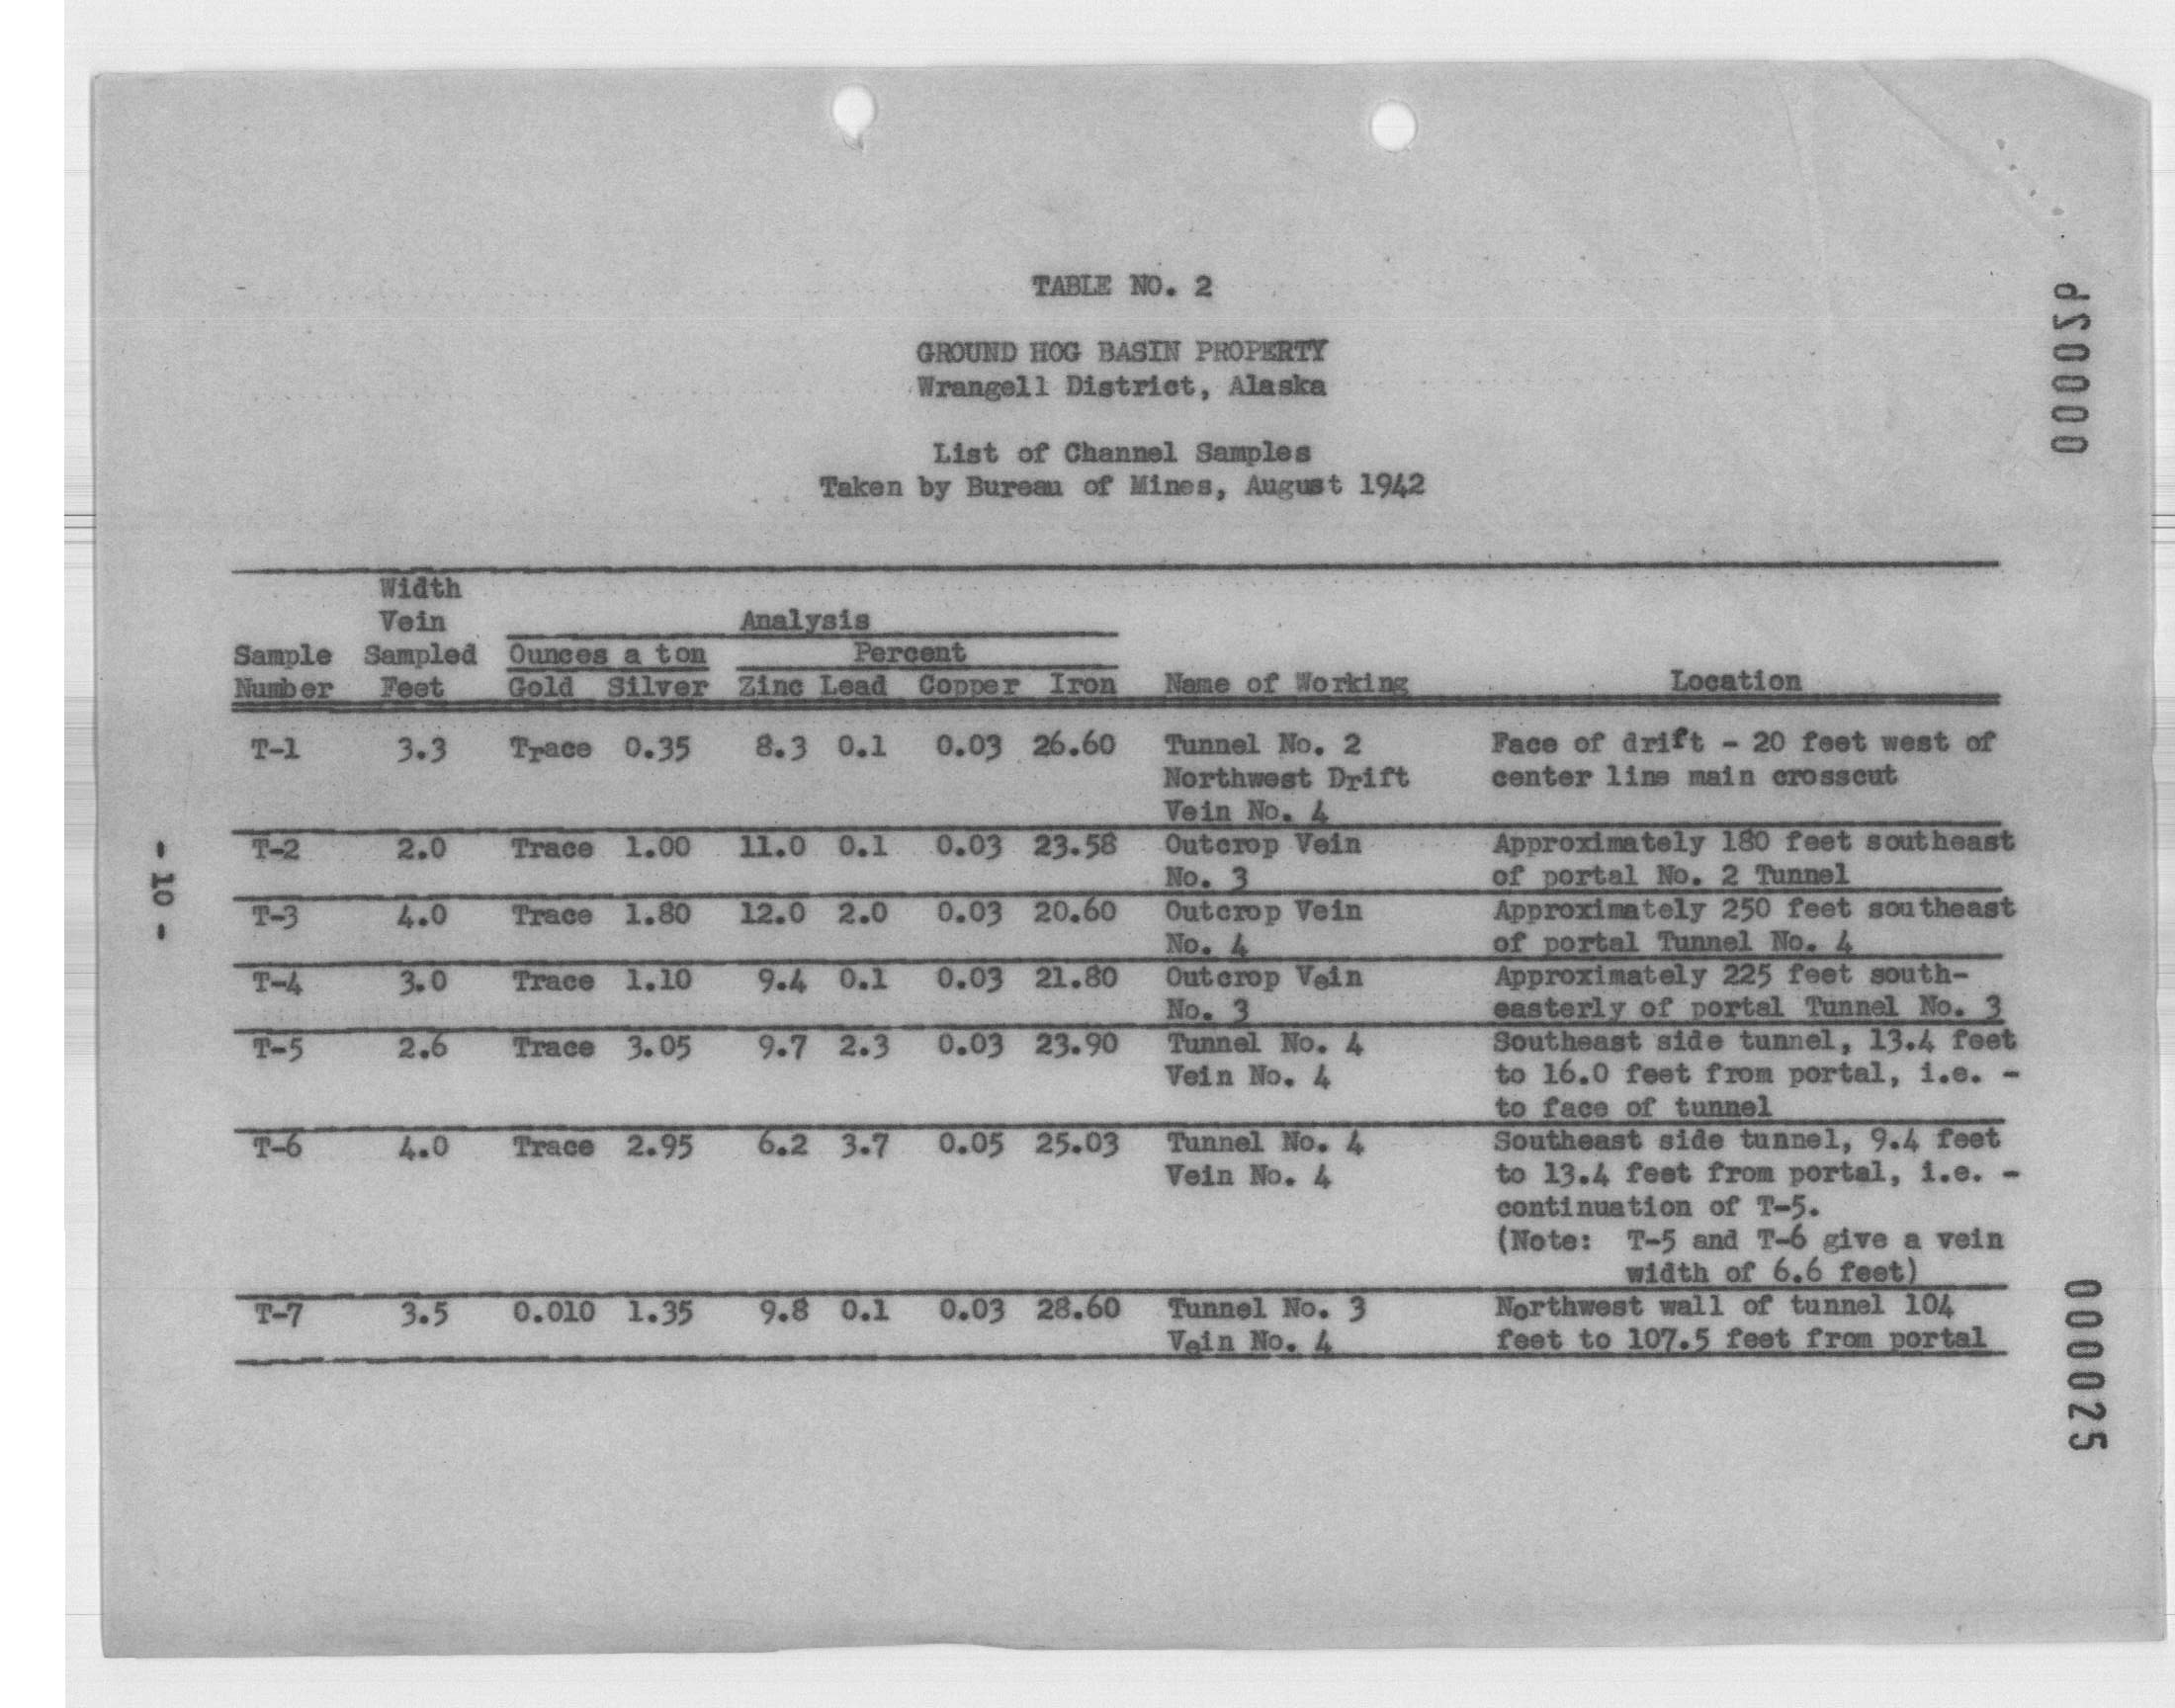 TABLE NO. 2
GROUND HOG BASIN PROPERTY
Wrangell District, Alaska
List of Channel Samples
Taken by Bureau of Mines, August 1942
Width
Vein Analysis
Sample Sampled Ounces a ton Percent
Number Feet Gold Silver Zinc Lead Copper Iron Name of Working Location
T-1 3.3 Trace 0.35 8.3 0.1 0.03 26.60 Tunnel No. 2 Face of drift - 20 feet west of
Northwest Drift center line main crosscut
Vein No. 4
T-2 2.0 Trace 1.00 11.0 0.1 0.03 23.58 Outcrop Vein Approximately 180 feet southeast
No. 3 of portal No. 2 Tunnel
T-3 4.0 Trace 1.80 12.0 2.0 0.03 20.60 Outcrop Vein Approximately 250 feet southeast
No. 4 of portal Tunnel No. 4
T-4 3.0 Trace 1.10 9.4 0.1 0.03 21.80 Outcrop Vein Approximately 225 feet south-
No. 3 easterly of portal Tunnel No. 3
T-5 2.6 Trace 3.05 9.7 2.3 0.03 23.90 Tunnel No. 4 Southeast side tunnel, 13.4 feet
Vein No. 4 to 16.0 feet from portal, i.e. -
to face of tunnel
T-6 4.0 Trace 2.95 6.2 3.7 0.05 25.03 Tunnel No. 4 Southeast side tunnel, 9.4 feet
Vein No. 4 to 13.4 feet from portal, i.e. -
continuation of T-5.
(Note: T-5 and T-6 give a vein
width of 6.6 feet)
T-7 3.5 0.010 1.35 9.8 0.1 0.03 28.60 Tunnel No. 3 Northwest wall of tunnel 104
Vein No. 4 feet to 107.5 feet from portal
- 10 -
000025